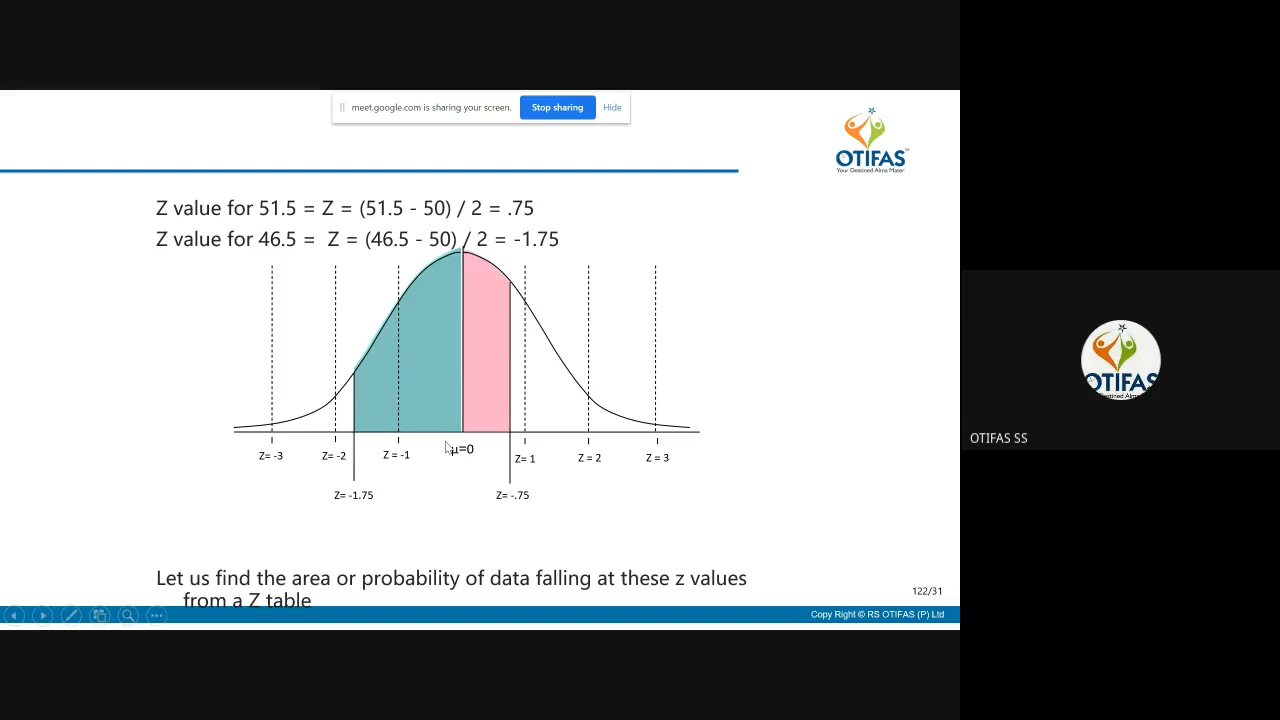 meet.google.com is sharing your screen.
Stop sharing
Hide
OTIFAS
Your Destined Alma Mater
Z value for 51.5 = Z = (51.5 - 50) / 2 = .75
Z value for 46.5 =  Z = (46.5 - 50) / 2 = -1.75
Z= -3
Z= -2
Z = -1
μ=0
Z= 1
Z = 2
Z= 3
Z= -1.75
Z= -.75
Let us find the area or probability of data falling at these z values
from a Z table
122/31
Copy Right © RS OTIFAS (P) Ltd
OTIFAS
OTIFAS SS